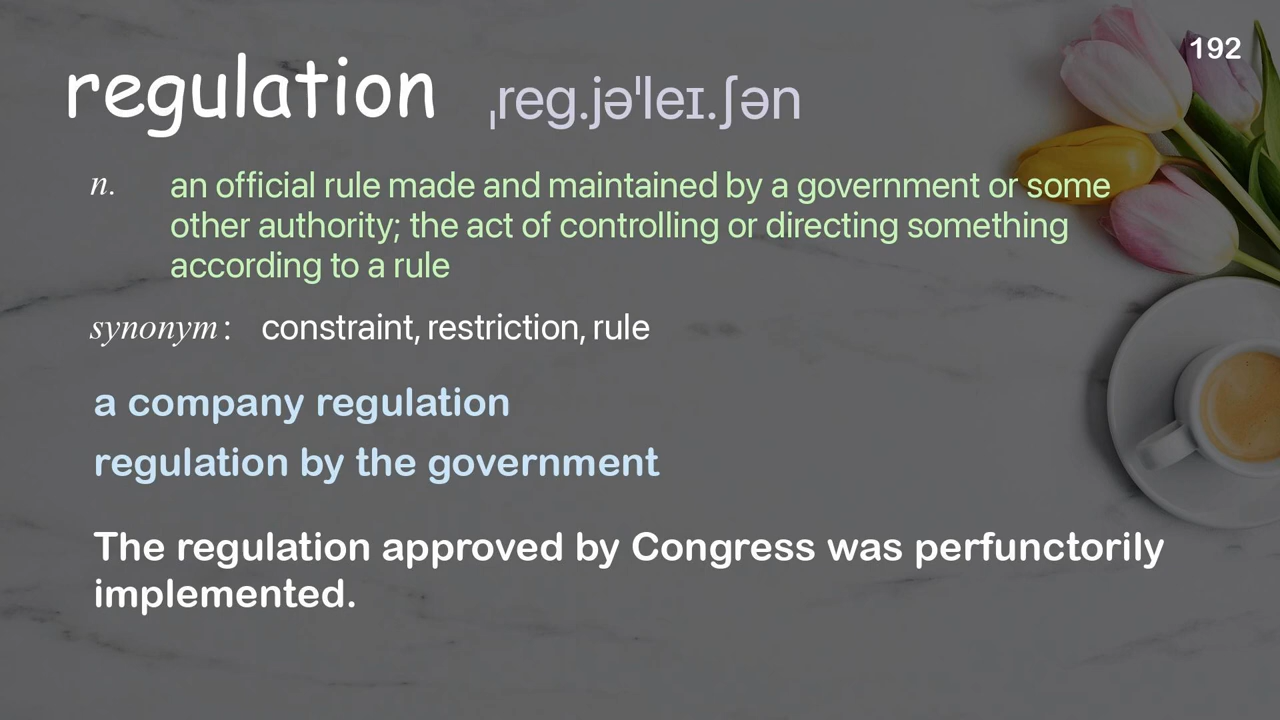 192
regulation ˌreg.jəˈleɪ.ʃən
n. an official rule made and maintained by a government or some
other authority; the act of controlling or directing something
according to a rule
synonym: constraint, restriction, rule
a company regulation
regulation by the government
The regulation approved by Congress was perfunctorily
implemented.